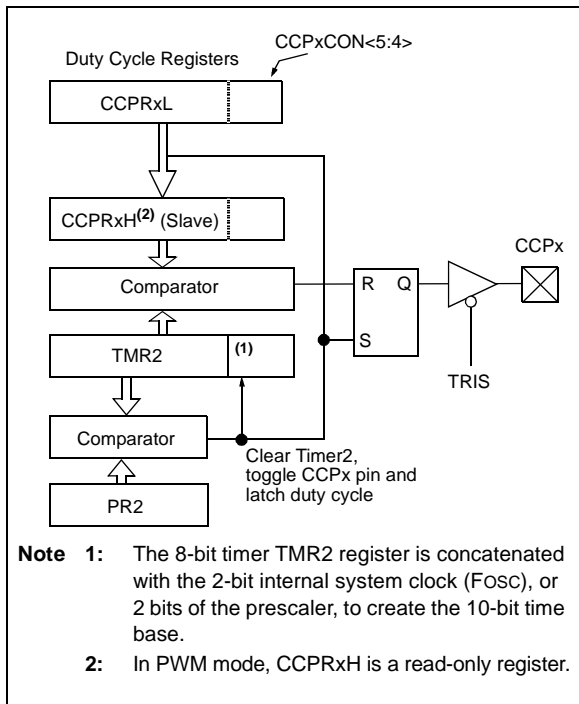 CCPxCON<5:4>
Duty Cycle Registers
CCPRxL
CCPRxH(2) (Slave)
CCPx
Comparator
R Q
S
TMR2 (1)
TRIS
Comparator
Clear Timer2,
toggle CCPx pin and
latch duty cycle
PR2
Note 1: The 8-bit timer TMR2 register is concatenated
with the 2-bit internal system clock (FOSC), or
2 bits of the prescaler, to create the 10-bit time
base.
2: In PWM mode, CCPRxH is a read-only register.